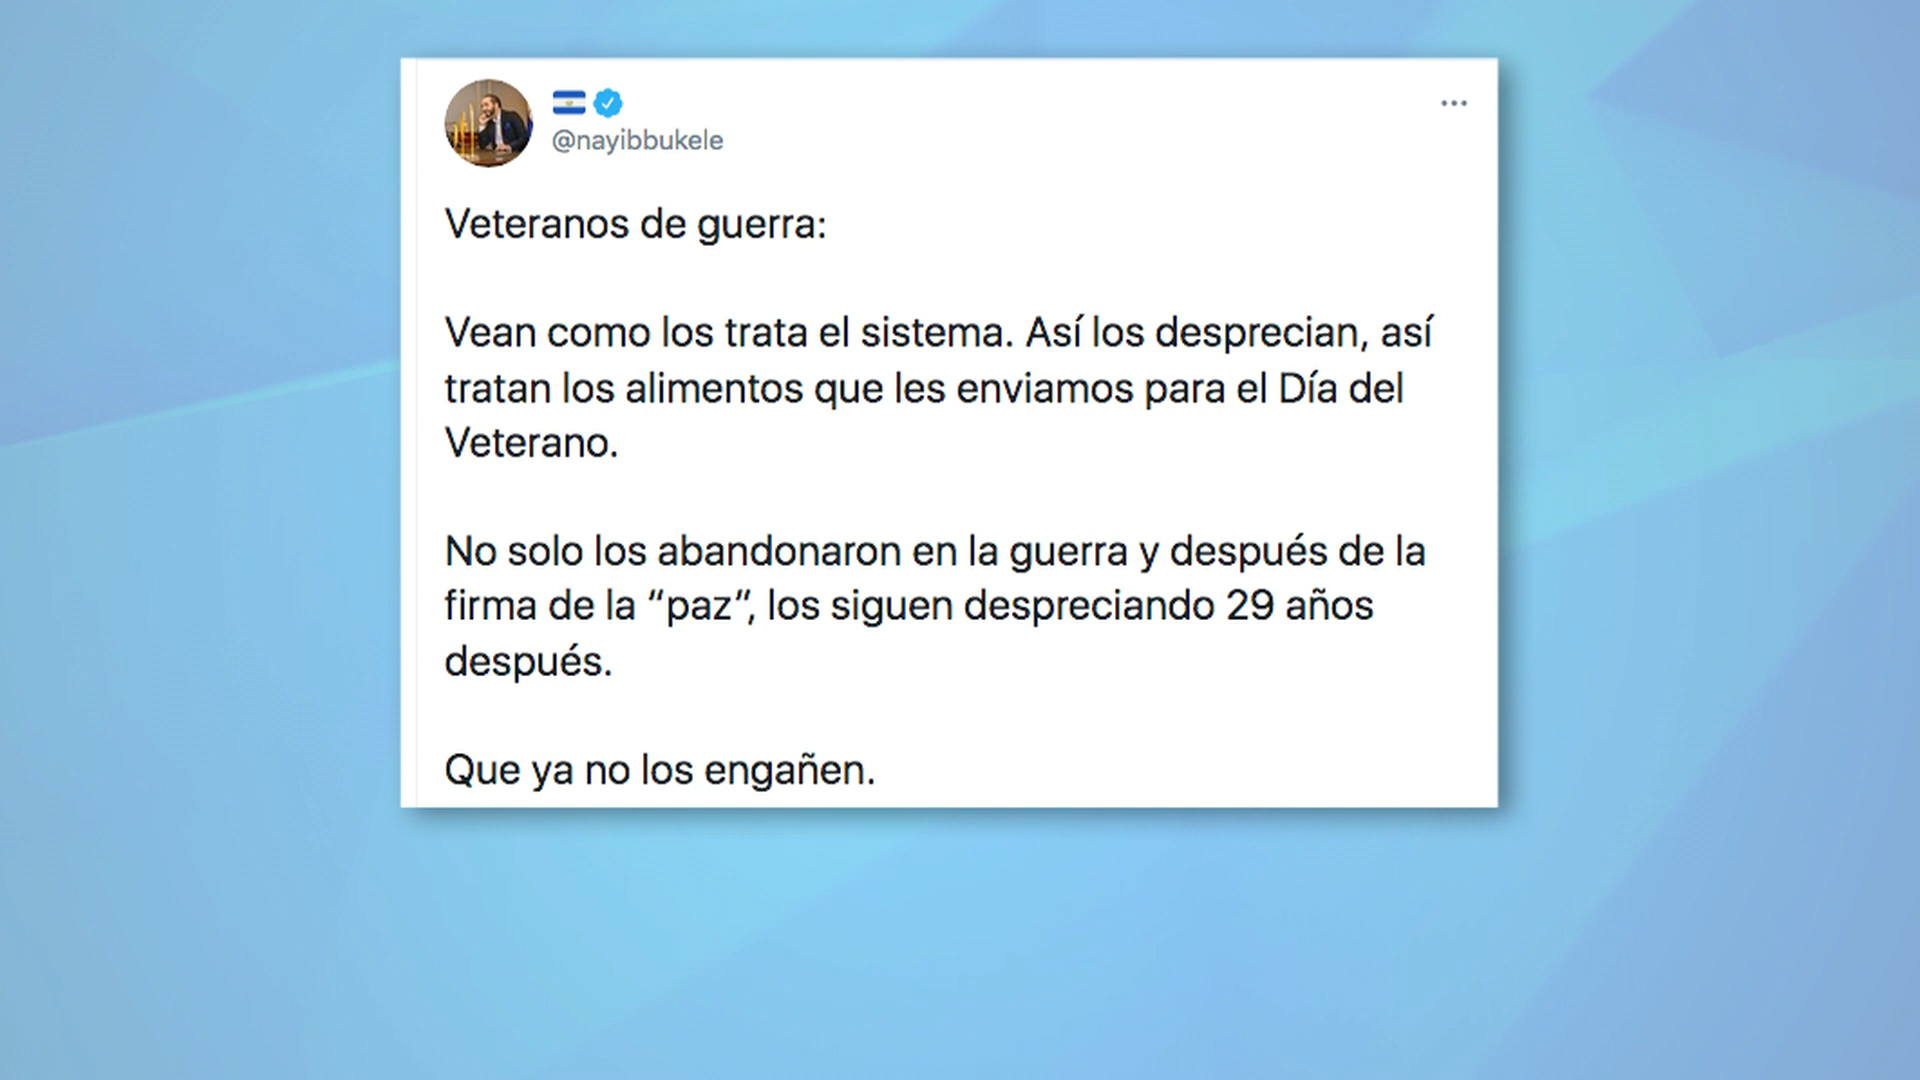 @nayibbukele
Veteranos de guerra:
Vean como los trata el sistema. Así los desprecian, así
tratan los alimentos que les enviamos para el Día del
Veterano.
No solo los abandonaron en la guerra y después de la
firma de la “paz“, los siguen despreciando 29 años
después.
Que ya no los engañen.